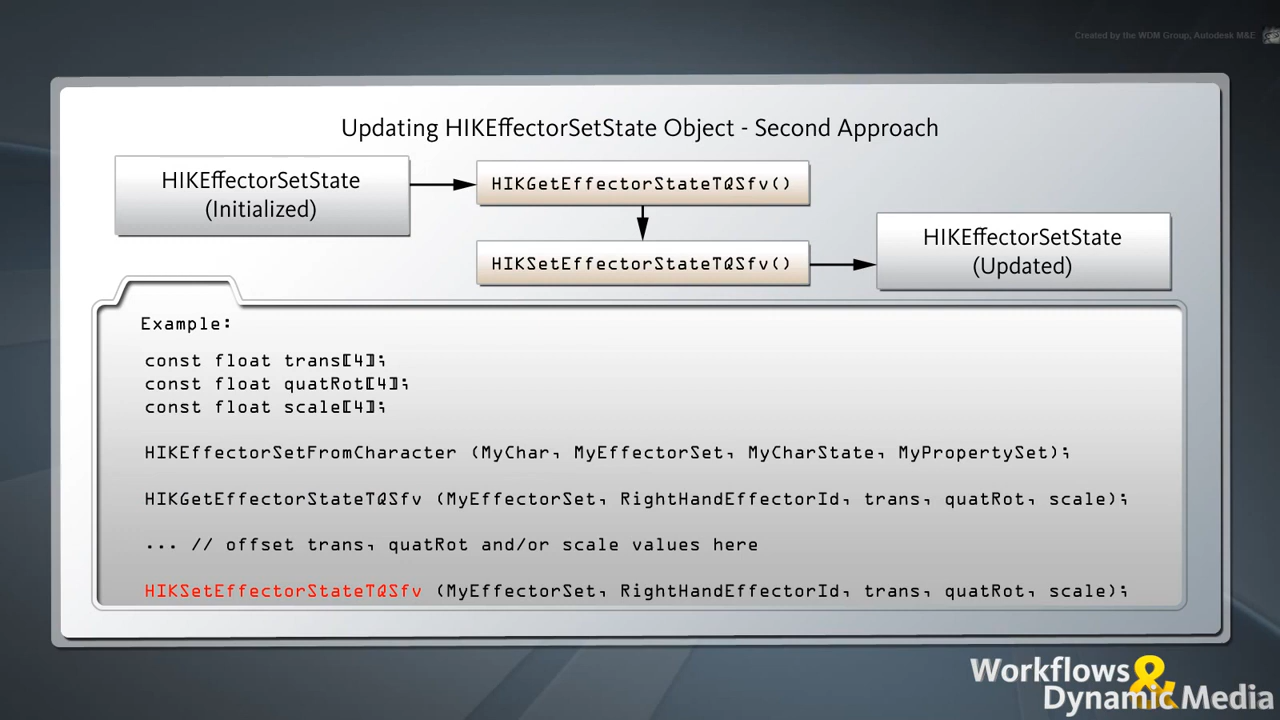 Created by the WDM Group, Autodesk M&E
Updating HIKEffectorSetState Object - Second Approach
HIKEffectorSetState
(Initialized)
HIKGetEffectorStateTQSfv()
HIKSetEffectorStateTQSfv()
HIKEffectorSetState
(Updated)
Example:
const float trans[4];
const float quatRot[4];
const float scale[4];
HIKEffectorSetFromCharacter (MyChar, MyEffectorSet, MyCharState, MyPropertySet);
HIKGetEffectorStateTQSfv (MyEffectorSet, RightHandEffectorId, trans, quatRot, scale);
... // offset trans, quatRot and/or scale values here
HIKSetEffectorStateTQSfv (MyEffectorSet, RightHandEffectorId, trans, quatRot, scale);
Workflows &
Dynamic Media